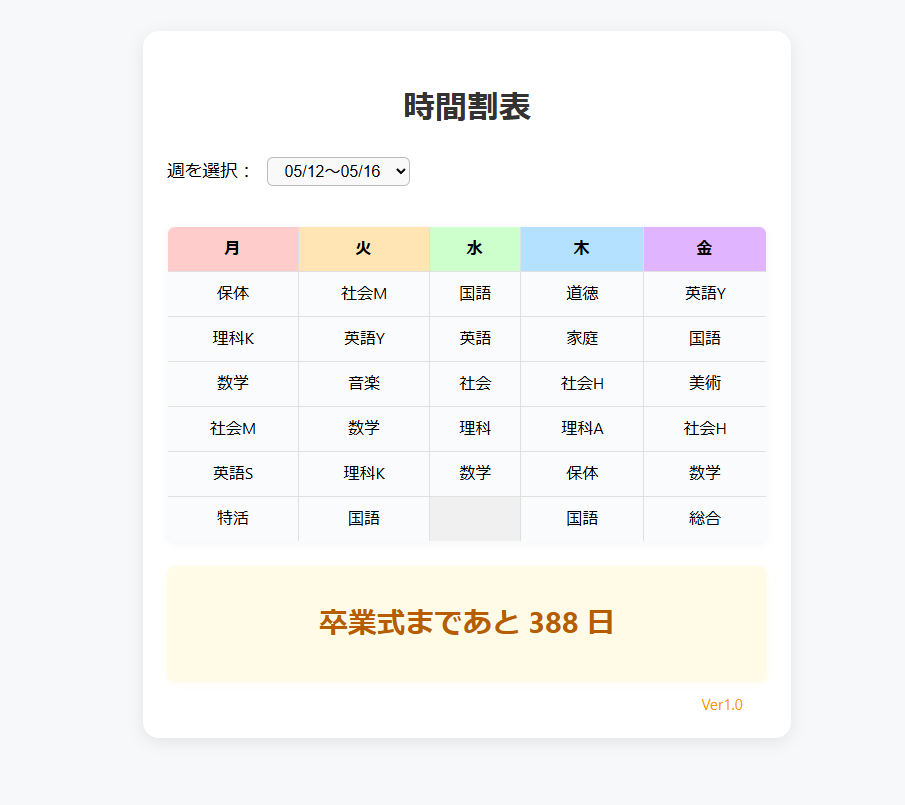 時間割表
週を選択： 05/12～05/16
月 火 水 木 金
保体 社会M 国語 道徳 英語Y
理科K 英語Y 英語 家庭 国語
数学 音楽 社会 社会H 美術
社会M 数学 理科 理科A 社会H
英語S 理科K 数学 保体 数学
特活 国語 国語 総合
卒業式まであと 388 日
Ver1.0